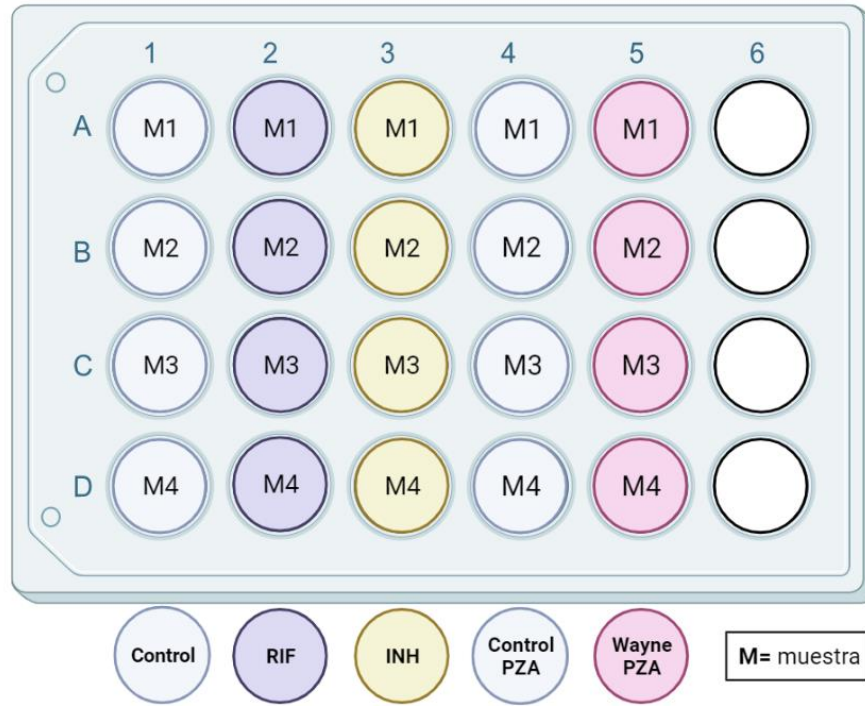 1 2 3 4 5 6
A M1 M1 M1 M1 M1
B M2 M2 M2 M2 M2
C M3 M3 M3 M3 M3
D M4 M4 M4 M4 M4
Control RIF INH Control PZA Wayne PZA M= muestra